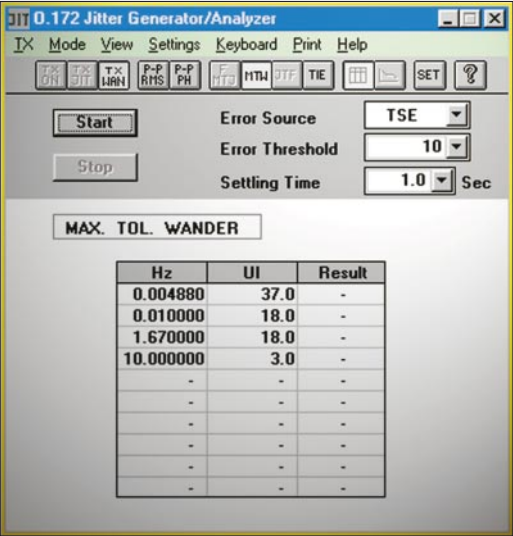 JIT O.172 Jitter Generator/Analyzer
TX Mode View Settings Keyboard Print Help
TX ON TX JIT TX WAN P-P RMS P-P PH F MTJ MTW JTF TIE SET ?
Start
Stop
Error Source TSE
Error Threshold 10
Settling Time 1.0 Sec
MAX. TOL. WANDER
Hz UI Result
0.004880 37.0 -
0.010000 18.0 -
1.670000 18.0 -
10.000000 3.0 -
- - -
- - -
- - -
- - -
- - -
- - -